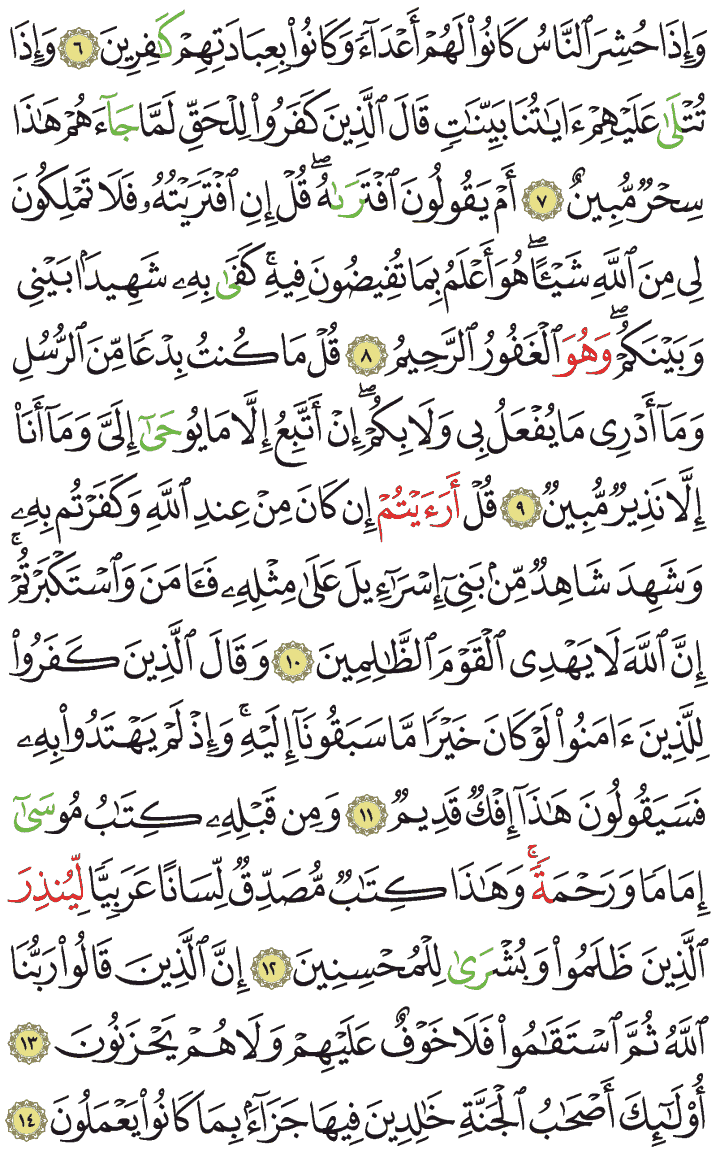 وَإِذَا حُشِرَ ٱلنَّاسُ كَانُوا۟ لَهُمْ أَعْدَآءً وَكَانُوا۟ بِعِبَادَتِهِمْ كَٰفِرِينَ ٦ وَإِذَا
تُتْلَىٰ عَلَيْهِمْ ءَايَٰتُنَا بَيِّنَٰتٍ قَالَ ٱلَّذِينَ كَفَرُوا۟ لِلْحَقِّ لَمَّا جَآءَهُمْ هَٰذَا
سِحْرٌ مُّبِينٌ ٧ أَمْ يَقُولُونَ ٱفْتَرَىٰهُ ۖ قُلْ إِنِ ٱفْتَرَيْتُهُۥ فَلَا تَمْلِكُونَ
لِى مِنَ ٱللَّهِ شَيْـًٔا ۖ هُوَ أَعْلَمُ بِمَا تُفِيضُونَ فِيهِ ۚ كَفَىٰ بِهِۦ شَهِيدًۢا بَيْنِى
وَبَيْنَكُمْ ۖ وَهُوَ ٱلْغَفُورُ ٱلرَّحِيمُ ٨ قُلْ مَا كُنتُ بِدْعًا مِّنَ ٱلرُّسُلِ
وَمَآ أَدْرِى مَا يُفْعَلُ بِى وَلَا بِكُمْ ۖ إِنْ أَتَّبِعُ إِلَّا مَا يُوحَىٰٓ إِلَىَّ وَمَآ أَنَا۠
إِلَّا نَذِيرٌ مُّبِينٌ ٩ قُلْ أَرَءَيْتُمْ إِن كَانَ مِنْ عِندِ ٱللَّهِ وَكَفَرْتُم بِهِۦ
وَشَهِدَ شَاهِدٌ مِّنۢ بَنِىٓ إِسْرَٰٓءِيلَ عَلَىٰ مِثْلِهِۦ فَـَٔامَنَ وَٱسْتَكْبَرْتُمْ ۚ
إِنَّ ٱللَّهَ لَا يَهْدِى ٱلْقَوْمَ ٱلظَّٰلِمِينَ ١٠ وَقَالَ ٱلَّذِينَ كَفَرُوا۟
لِلَّذِينَ ءَامَنُوا۟ لَوْ كَانَ خَيْرًا مَّا سَبَقُونَآ إِلَيْهِ ۚ وَإِذْ لَمْ يَهْتَدُوا۟ بِهِۦ
فَسَيَقُولُونَ هَٰذَآ إِفْكٌ قَدِيمٌ ١١ وَمِن قَبْلِهِۦ كِتَٰبُ مُوسَىٰٓ
إِمَامًا وَرَحْمَةً ۚ وَهَٰذَا كِتَٰبٌ مُّصَدِّقٌ لِّسَانًا عَرَبِيًّا لِّيُنذِرَ
ٱلَّذِينَ ظَلَمُوا۟ وَبُشْرَىٰ لِلْمُحْسِنِينَ ١٢ إِنَّ ٱلَّذِينَ قَالُوا۟ رَبُّنَا
ٱللَّهُ ثُمَّ ٱسْتَقَٰمُوا۟ فَلَا خَوْفٌ عَلَيْهِمْ وَلَا هُمْ يَحْزَنُونَ ١٣
أُو۟لَٰٓئِكَ أَصْحَٰبُ ٱلْجَنَّةِ خَٰلِدِينَ فِيهَا جَزَآءًۢ بِمَا كَانُوا۟ يَعْمَلُونَ ١٤